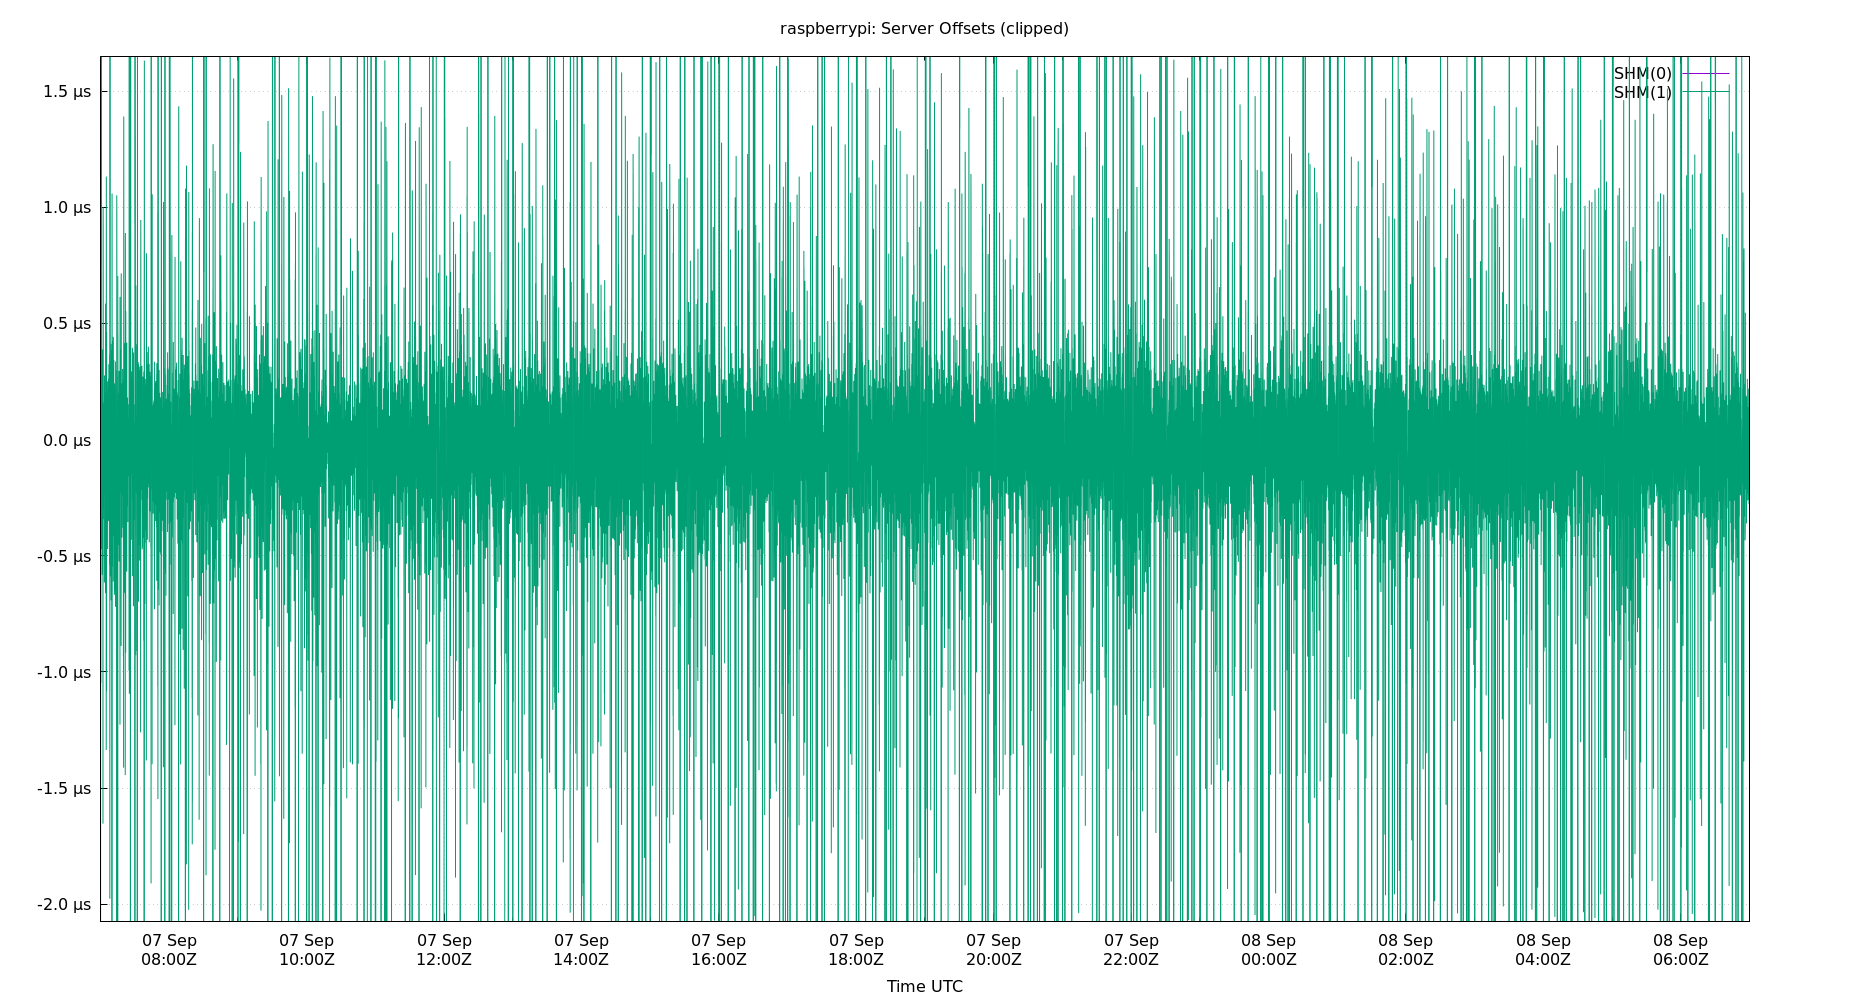 raspberrypi: Server Offsets (clipped)
SHM(0)
SHM(1)
1.5 µs
1.0 µs
0.5 µs
0.0 µs
-0.5 µs
-1.0 µs
-1.5 µs
-2.0 µs
07 Sep 07 Sep 07 Sep 07 Sep 07 Sep 07 Sep 07 Sep 07 Sep 08 Sep 08 Sep 08 Sep 08 Sep
08:00Z 10:00Z 12:00Z 14:00Z 16:00Z 18:00Z 20:00Z 22:00Z 00:00Z 02:00Z 04:00Z 06:00Z
Time UTC